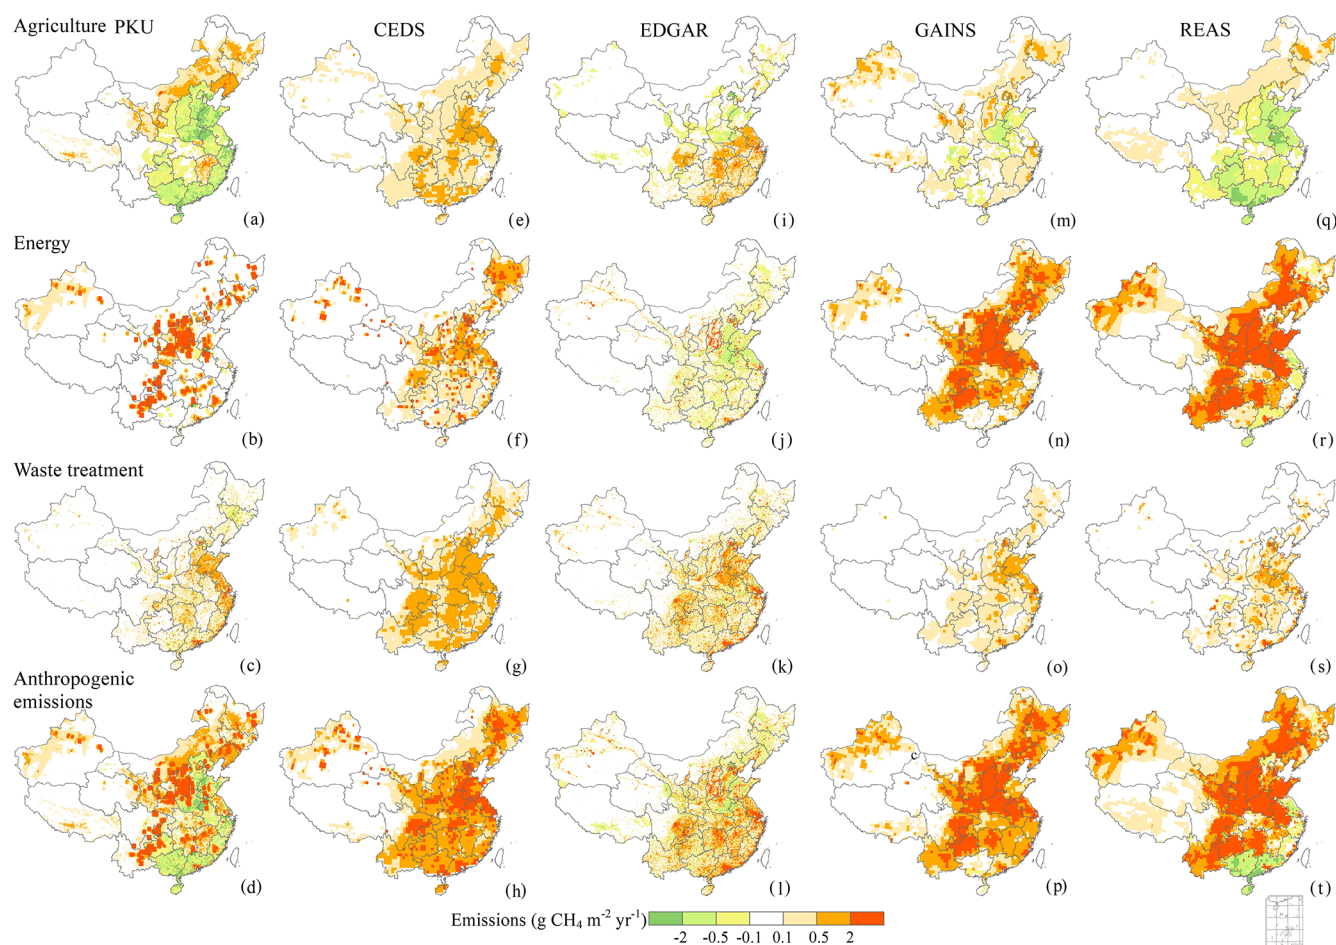 Agriculture PKU CEDS EDGAR GAINS REAS
(a) (e) (i) (m) (q)
Energy
(b) (f) (j) (n) (r)
Waste treatment
(c) (g) (k) (o) (s)
Anthropogenic
emissions
c
(d) (h) (l) (p) (t)
Emissions (g CH₄ m⁻² yr⁻¹)
-2 -0.5 -0.1 0.1 0.5 2